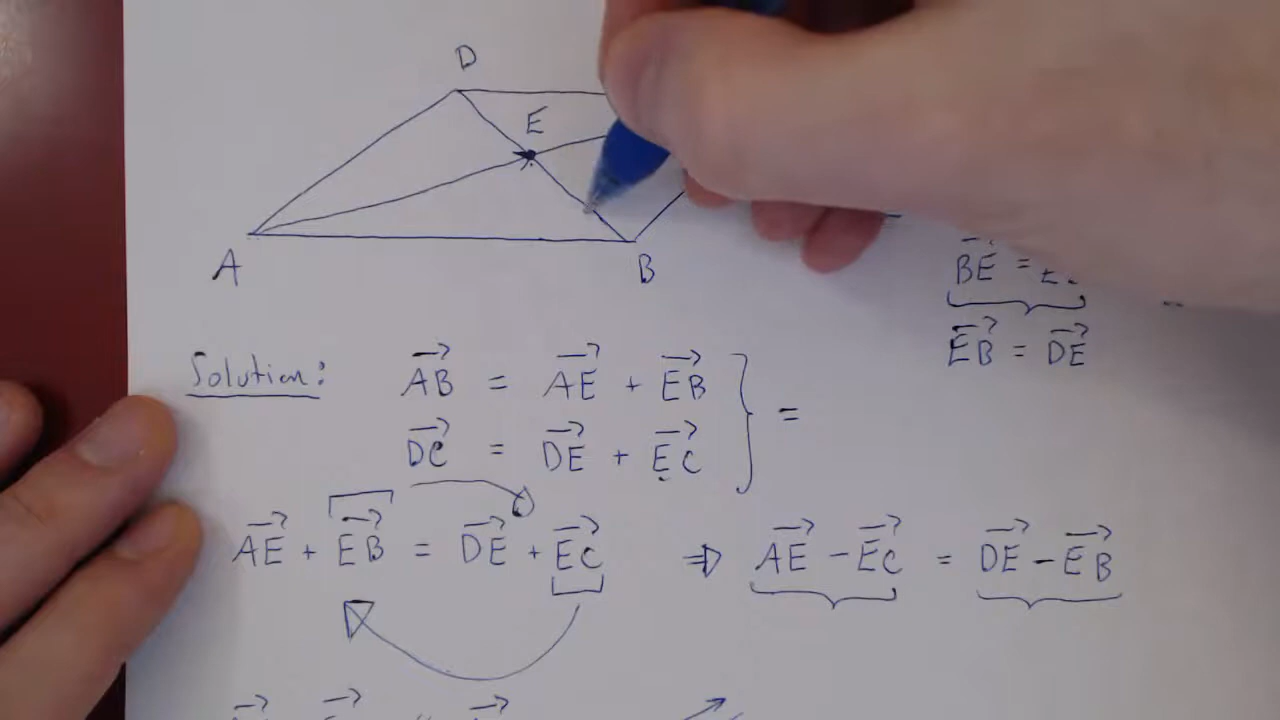 D
E
A
B
BE⃗ = E
EB⃗ = DE⃗
Solution: AB⃗ = AE⃗ + EB⃗
DC⃗ = DE⃗ + EC⃗ } =
AE⃗ + EB⃗ = DE⃗ + EC⃗ ⇒ AE⃗ − EC⃗ = DE⃗ − EB⃗